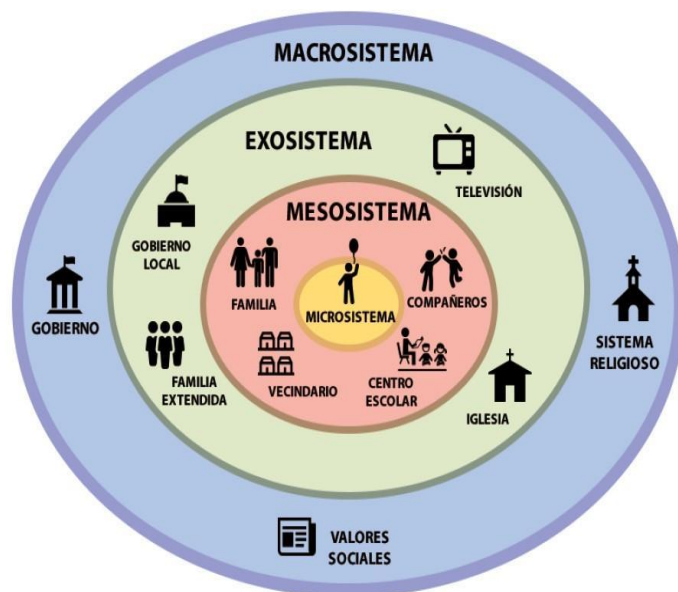 MACROSISTEMA
EXOSISTEMA
TELEVISIÓN
MESOSISTEMA
GOBIERNO
LOCAL
FAMILIA
COMPAÑEROS
MICROSISTEMA
GOBIERNO
SISTEMA
RELIGIOSO
FAMILIA
EXTENDIDA
VECINDARIO
CENTRO
ESCOLAR
IGLESIA
VALORES
SOCIALES